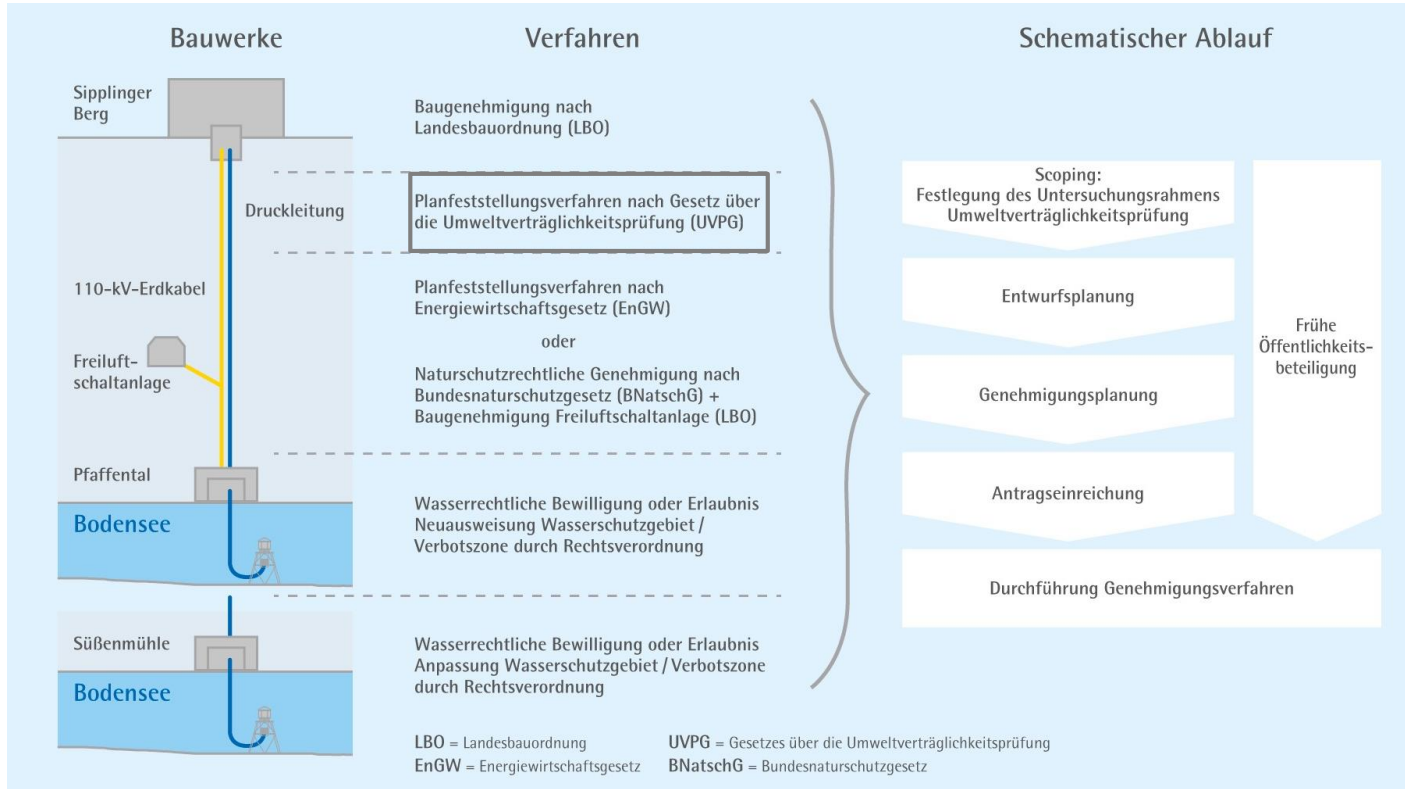 Bauwerke
Verfahren
Schematischer Ablauf
Sipplinger
Berg
Druckleitung
110-kV-Erdkabel
Freiluft-
schaltanlage
Pfaffental
Bodensee
Süßenmühle
Bodensee
Baugenehmigung nach
Landesbauordnung (LBO)
Planfeststellungsverfahren nach Gesetz über
die Umweltverträglichkeitsprüfung (UVPG)
Planfeststellungsverfahren nach
Energiewirtschaftsgesetz (EnGW)
oder
Naturschutzrechtliche Genehmigung nach
Bundesnaturschutzgesetz (BNatschG) +
Baugenehmigung Freiluftschaltanlage (LBO)
Wasserrechtliche Bewilligung oder Erlaubnis
Neuausweisung Wasserschutzgebiet /
Verbotszone durch Rechtsverordnung
Wasserrechtliche Bewilligung oder Erlaubnis
Anpassung Wasserschutzgebiet / Verbotszone
durch Rechtsverordnung
Scoping:
Festlegung des Untersuchungsrahmens
Umweltverträglichkeitsprüfung
Entwurfsplanung
Genehmigungsplanung
Antragseinreichung
Frühe
Öffentlichkeits-
beteiligung
Durchführung Genehmigungsverfahren
LBO = Landesbauordnung
UVPG = Gesetzes über die Umweltverträglichkeitsprüfung
EnGW = Energiewirtschaftsgesetz
BNatschG = Bundesnaturschutzgesetz